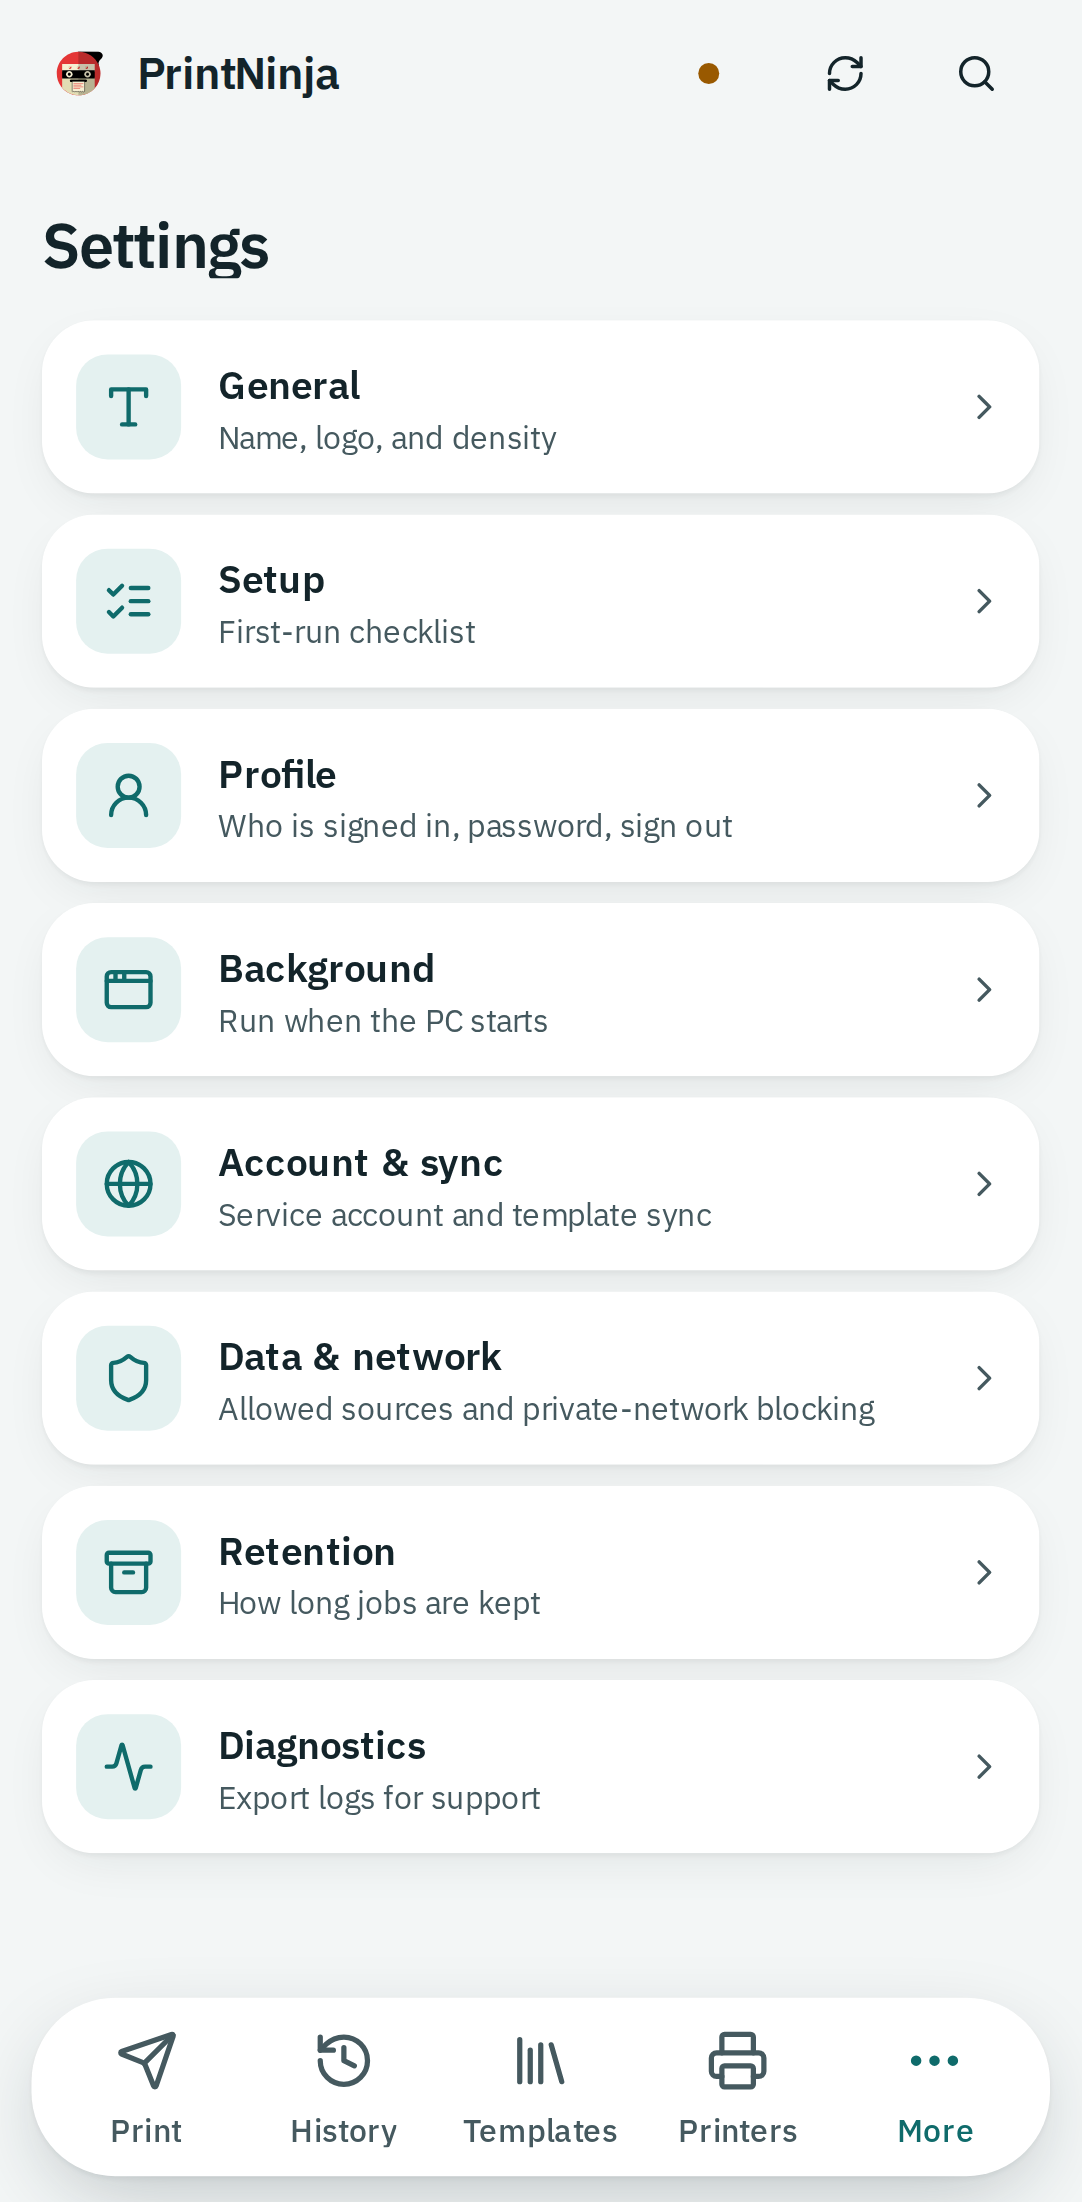 PrintNinja
Settings
General
Name, logo, and density
Setup
First-run checklist
Profile
Who is signed in, password, sign out
Background
Run when the PC starts
Account & sync
Service account and template sync
Data & network
Allowed sources and private-network blocking
Retention
How long jobs are kept
Diagnostics
Export logs for support
Print History Templates Printers More